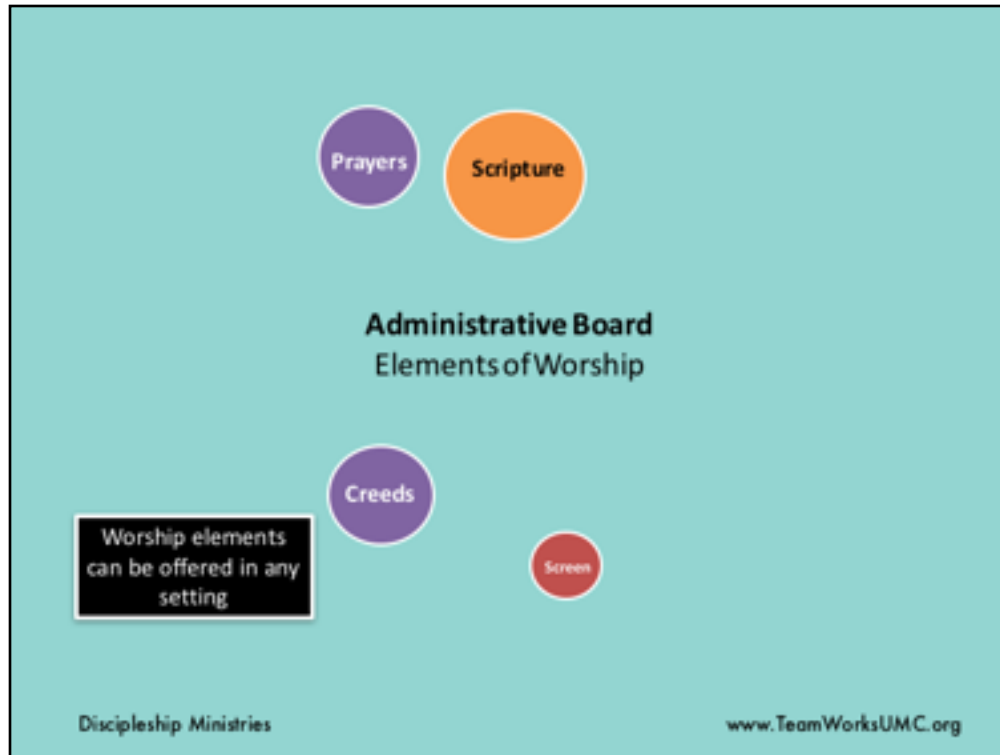 Prayers
Scripture
Administrative Board
Elements of Worship
Creeds
Screen
Worship elements
can be offered in any
setting
Discipleship Ministries
www.TeamWorksUMC.org